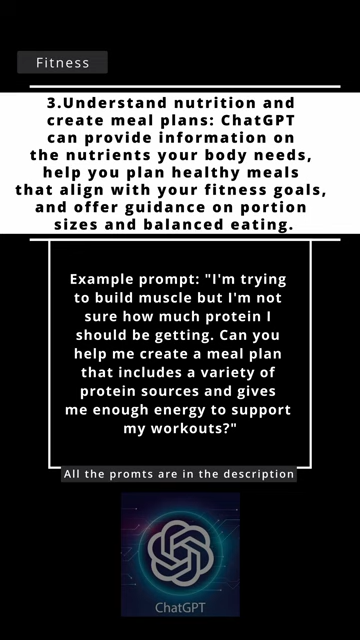 Fitness
3.Understand nutrition and
create meal plans: ChatGPT
can provide information on
the nutrients your body needs,
help you plan healthy meals
that align with your fitness goals,
and offer guidance on portion
sizes and balanced eating.
Example prompt: "I'm trying
to build muscle but I'm not
sure how much protein I
should be getting. Can you
help me create a meal plan
that includes a variety of
protein sources and gives
me enough energy to support
my workouts?"
All the promts are in the description
ChatGPT